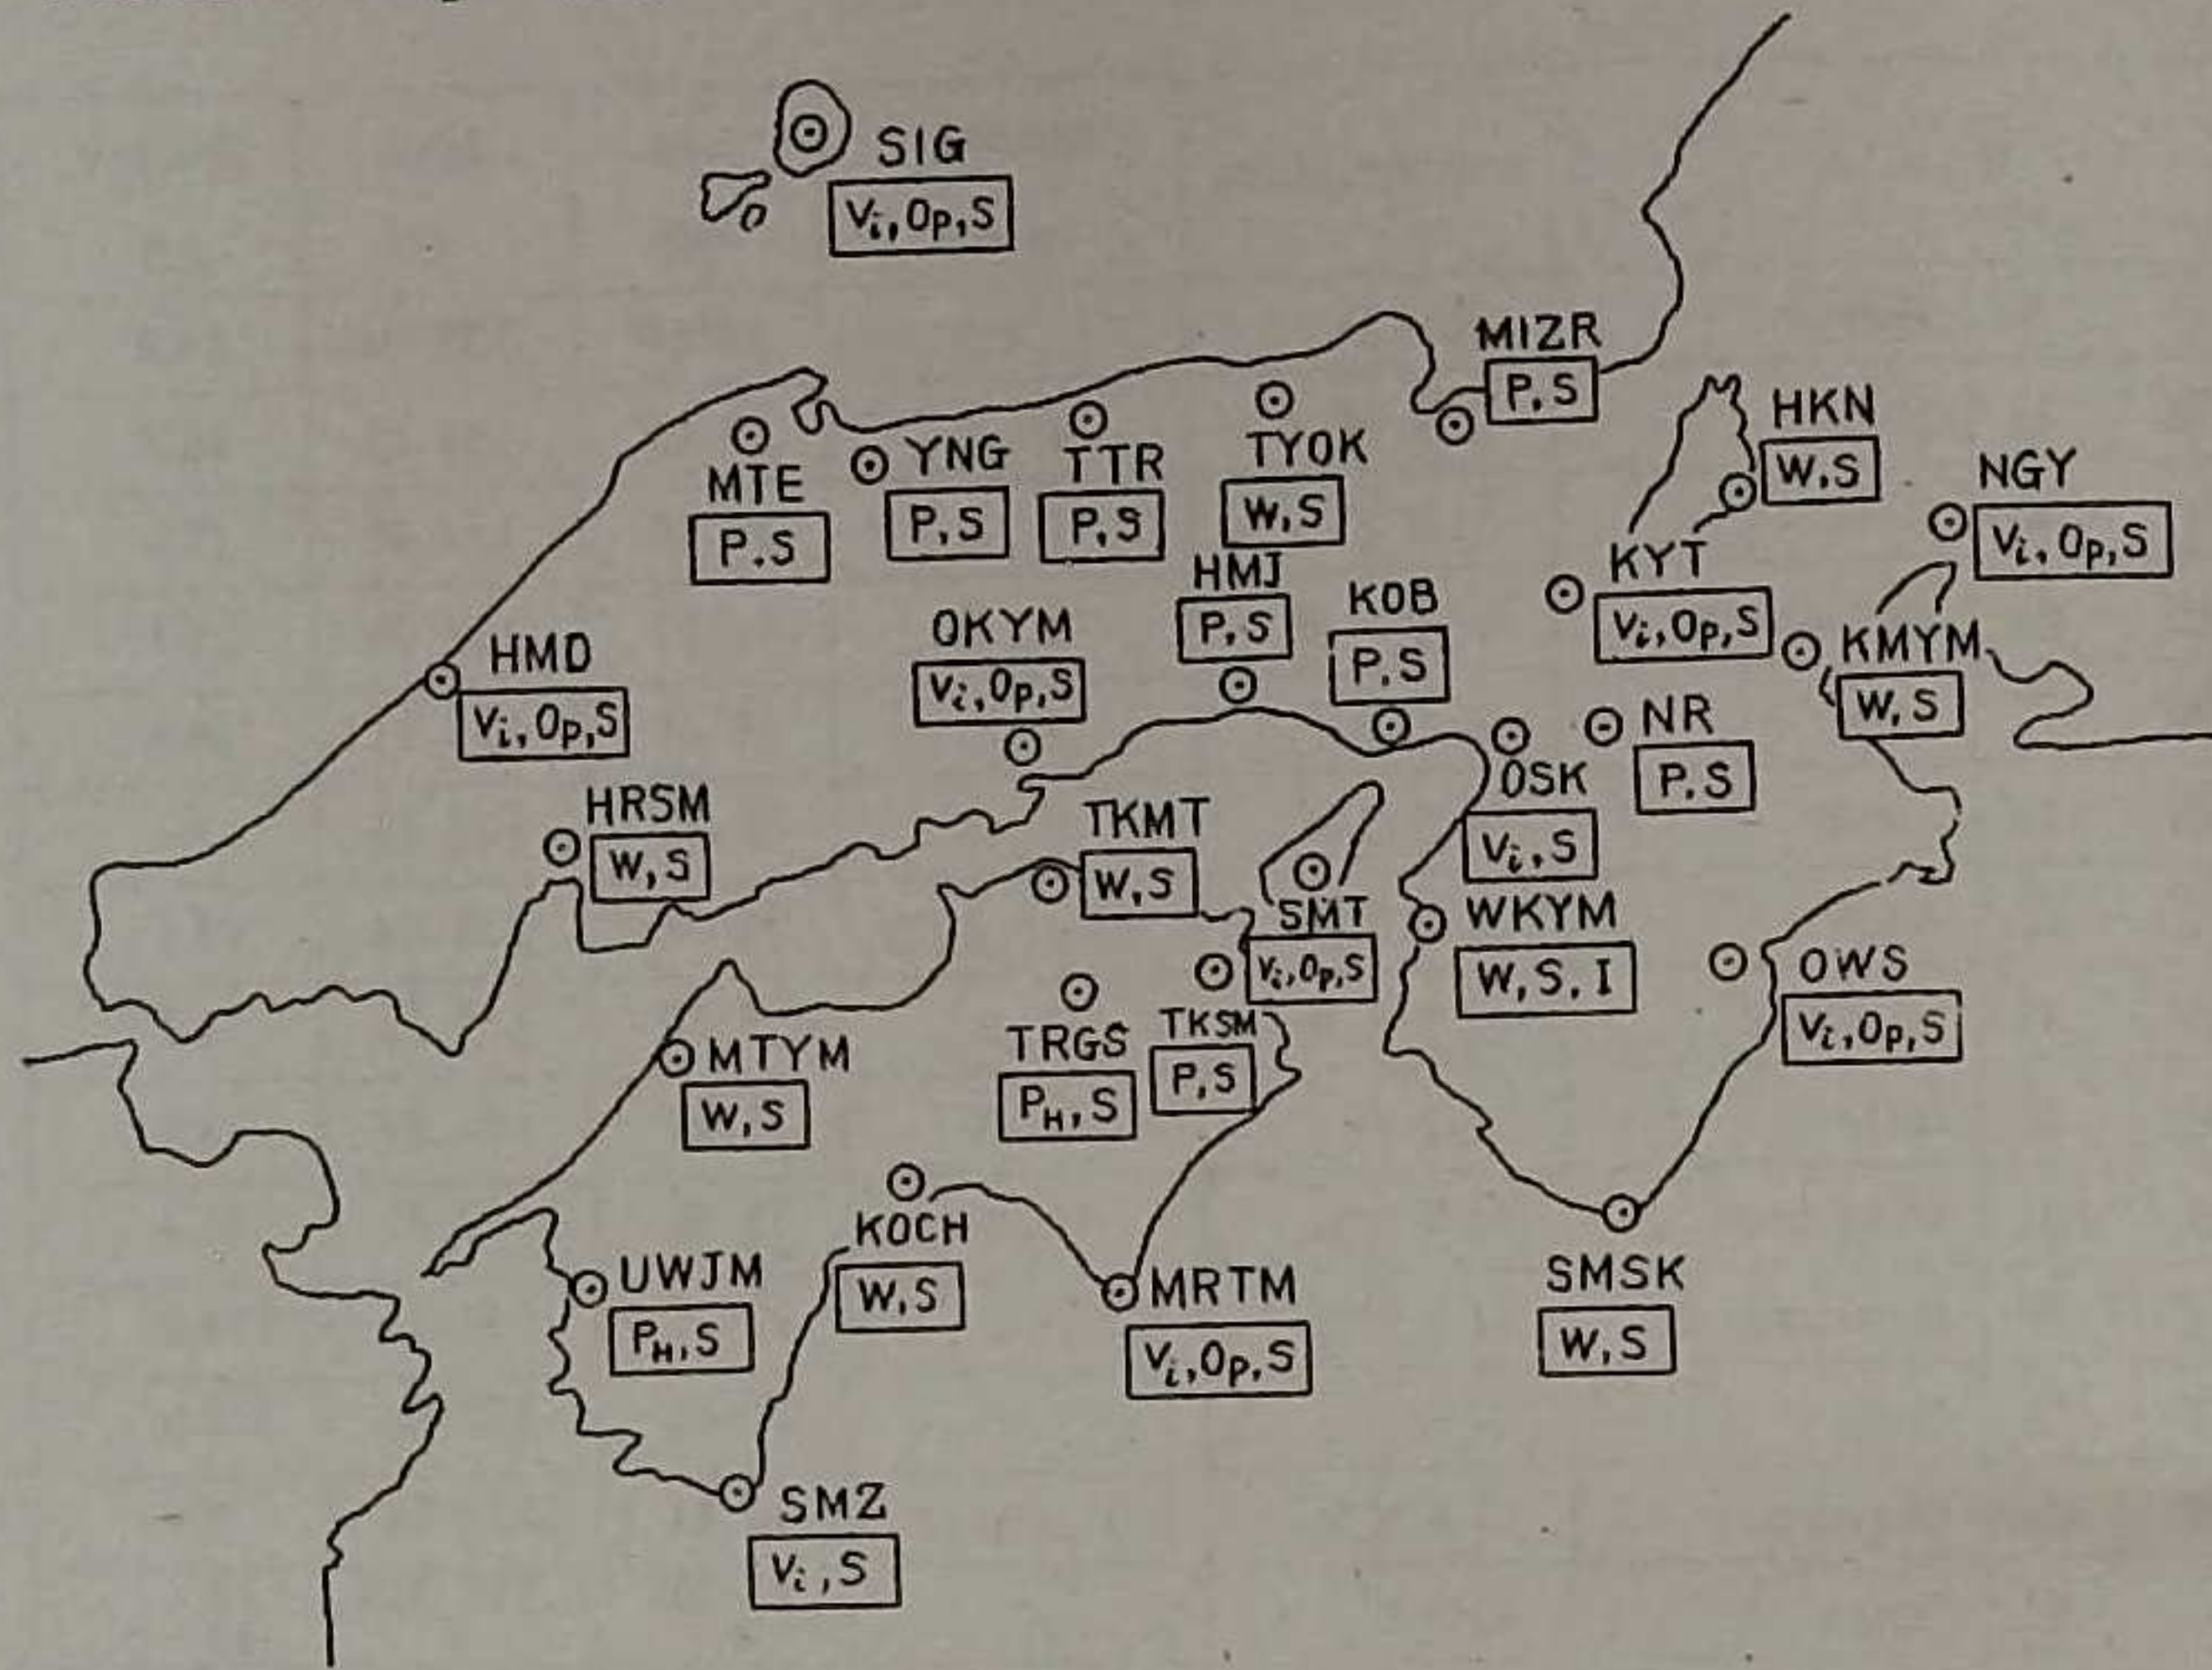 SIG
Vi,Op,S
MIZR
P,S
HKN
W,S
NGY
Vi,Op,S
MTE
P.S
YNG
P,S
TTR
P,S
TYOK
W,S
HMJ
P,S
KOB
P,S
KYT
Vi,Op,S
KMYM
W,S
OKYM
Vi,Op,S
HMD
Vi,Op,S
NR
P.S
OSK
Vi,S
HRSM
W,S
TKMT
W,S
SMT
Vi,Op,S
WKYM
W,S,I
OWS
Vi,Op,S
MTYM
W,S
TRGS
PH,S
TKSM
P,S
KOCH
W,S
UWJM
PH,S
MRTM
Vi,Op,S
SMSK
W,S
SMZ
Vi,S